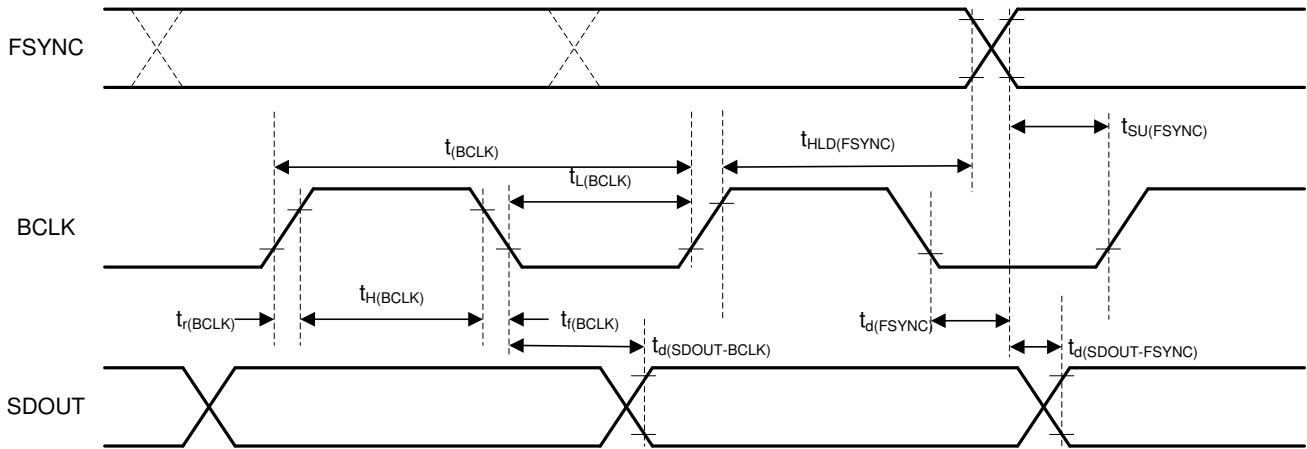 FSYNC
t(BCLK)
tHLD(FSYNC)
tSU(FSYNC)
tL(BCLK)
BCLK
tr(BCLK)
tH(BCLK)
tf(BCLK)
td(FSYNC)
td(SDOUT-BCLK)
td(SDOUT-FSYNC)
SDOUT